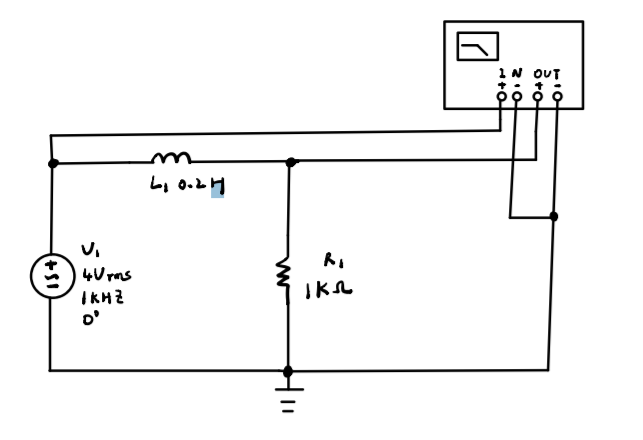 IN OUT
+ - + -
L1 0.2H
V1
4Vrms
1KHZ
0°
R1
1KΩ